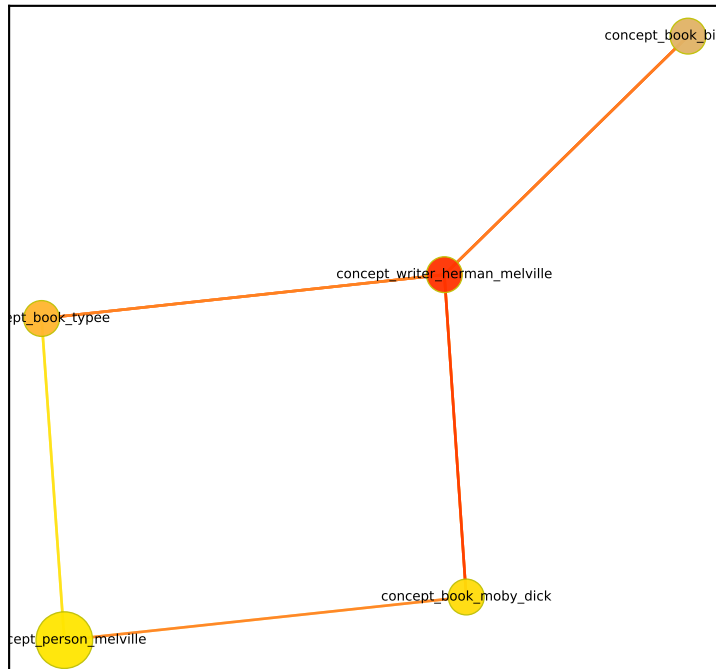 concept_book_bi
concept_writer_herman_melville
ept_book_typee
concept_book_moby_dick
cept_person_melville